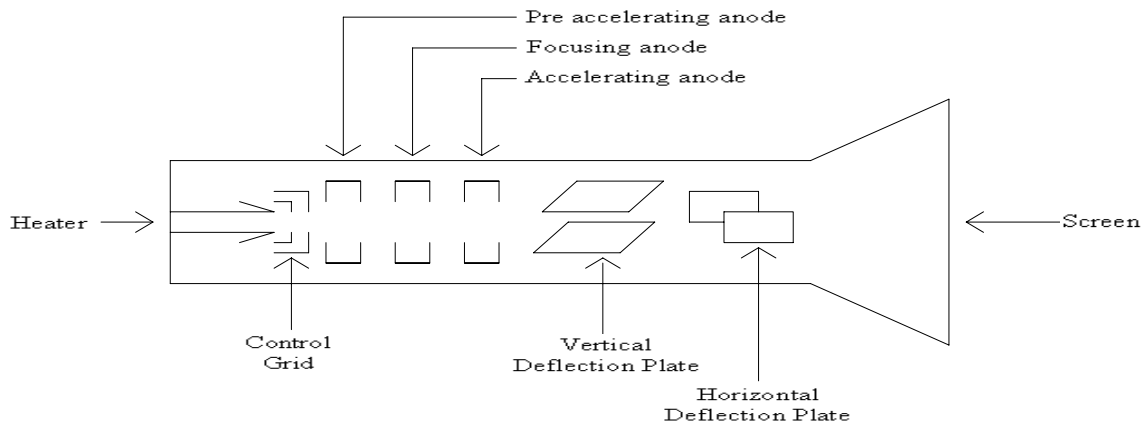 Pre accelerating anode
Focusing anode
Accelerating anode
Heater
Screen
Control
Grid
Vertical
Deflection Plate
Horizontal
Deflection Plate